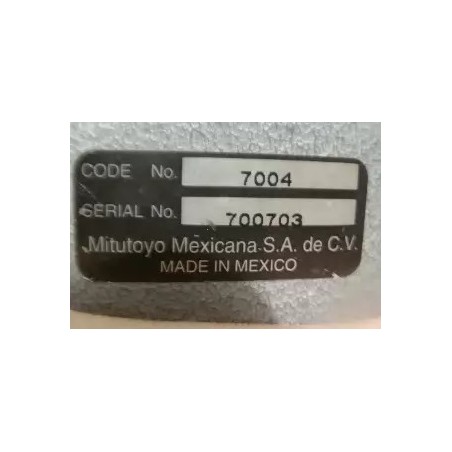 CODE No. 7004
SERIAL No. 700703
Mitutoyo Mexicana S.A. de C.V.
MADE IN MEXICO